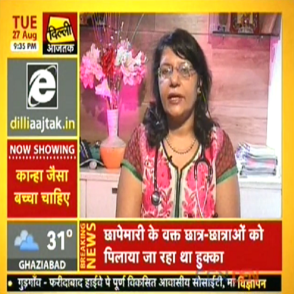 TUE
27 Aug
9:35 PM
दिल्ली
आजतक
e
dilliaajtak.in
NOW SHOWING
कान्हा जैसा
बच्चा चाहिए
31°
GHAZIABAD
BREAKING NEWS
छापेमारी के वक्त छात्र-छात्राओं को
पिलाया जा रहा था हुक्का
• गुड़गाँव - फरीदाबाद हाईवे पे पूर्ण विकसित आवासीय सोसाईटी, मा विज्ञापन